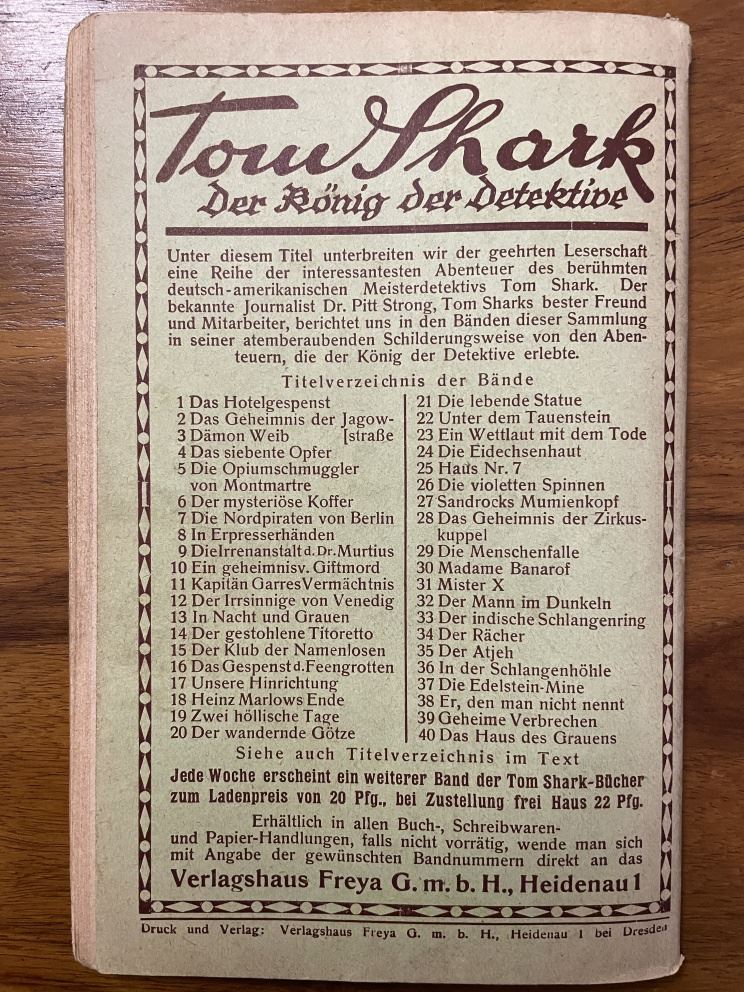 Tom Shark
Der König der Detektive
Unter diesem Titel unterbreiten wir der geehrten Leserschaft
eine Reihe der interessantesten Abenteuer des berühmten
deutsch-amerikanischen Meisterdetektivs Tom Shark. Der
bekannte Journalist Dr. Pitt Strong, Tom Sharks bester Freund
und Mitarbeiter, berichtet uns in den Bänden dieser Sammlung
in seiner atemberaubenden Schilderungsweise von den Aben-
teuern, die der König der Detektive erlebte.
Titelverzeichnis der Bände
1 Das Hotelgespenst
2 Das Geheimnis der Jagow-
3 Dämon Weib [straße
4 Das siebente Opfer
5 Die Opiumschmuggler
von Montmartre
6 Der mysteriöse Koffer
7 Die Nordpiraten von Berlin
8 In Erpresserhänden
9 Die Irrenanstalt d. Dr. Murtius
10 Ein geheimnisv. Giftmord
11 Kapitän Garres Vermächtnis
12 Der Irrsinnige von Venedig
13 In Nacht und Grauen
14 Der gestohlene Titoretto
15 Der Klub der Namenlosen
16 Das Gespenst d. Feengrotten
17 Unsere Hinrichtung
18 Heinz Marlows Ende
19 Zwei höllische Tage
20 Der wandernde Götze
21 Die lebende Statue
22 Unter dem Tauenstein
23 Ein Wettlaut mit dem Tode
24 Die Eidechsenhaut
25 Haus Nr. 7
26 Die violetten Spinnen
27 Sandrocks Mumienkopf
28 Das Geheimnis der Zirkus-
kuppel
29 Die Menschenfalle
30 Madame Banarof
31 Mister X
32 Der Mann im Dunkeln
33 Der indische Schlangenring
34 Der Rächer
35 Der Atjeh
36 In der Schlangenhöhle
37 Die Edelstein-Mine
38 Er, den man nicht nennt
39 Geheime Verbrechen
40 Das Haus des Grauens
Siehe auch Titelverzeichnis im Text
Jede Woche erscheint ein weiterer Band der Tom Shark-Bücher
zum Ladenpreis von 20 Pfg., bei Zustellung frei Haus 22 Pfg.
Erhältlich in allen Buch-, Schreibwaren-
und Papier-Handlungen, falls nicht vorrätig, wende man sich
mit Angabe der gewünschten Bandnummern direkt an das
Verlagshaus Freya G. m. b. H., Heidenau 1
Druck und Verlag: Verlagshaus Freya G. m. b. H., Heidenau 1 bei Dresden